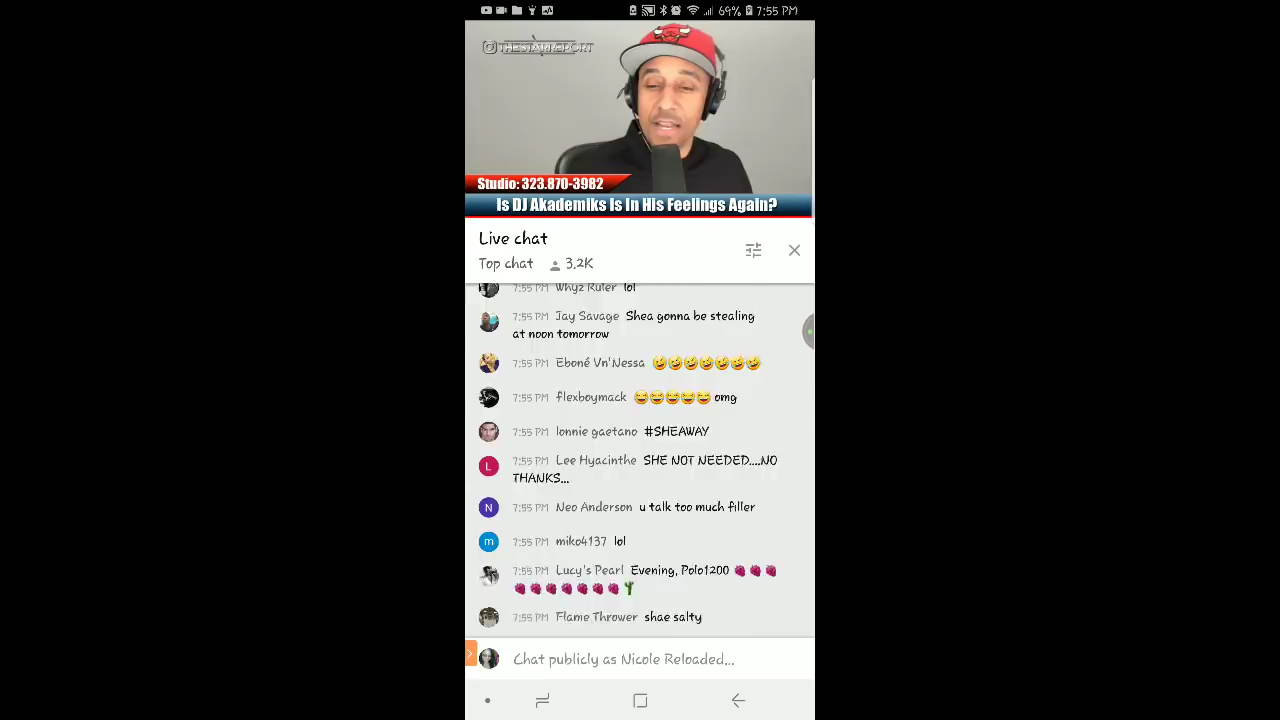 69% 7:55 PM
THESTARREPORT
Studio: 323.870-3982
Is DJ Akademiks Is In His Feelings Again?
Live chat
Top chat 3.2K
7:55 PM Whyz Ruler lol
7:55 PM Jay Savage Shea gonna be stealing
at noon tomorrow
7:55 PM Eboné Vn'Nessa 🤣🤣🤣🤣🤣🤣🤣
7:55 PM flexboymack 😂😂😂😂😂 omg
7:55 PM lonnie gaetano #SHEAWAY
L 7:55 PM Lee Hyacinthe SHE NOT NEEDED....NO
THANKS...
N 7:55 PM Neo Anderson u talk too much filler
m 7:55 PM miko4137 lol
7:55 PM Lucy's Pearl Evening, Polo1200 🍇🍇🍇
🍇🍇🍇🍇🍇🍇🍇🌵
7:55 PM Flame Thrower shae salty
Chat publicly as Nicole Reloaded...